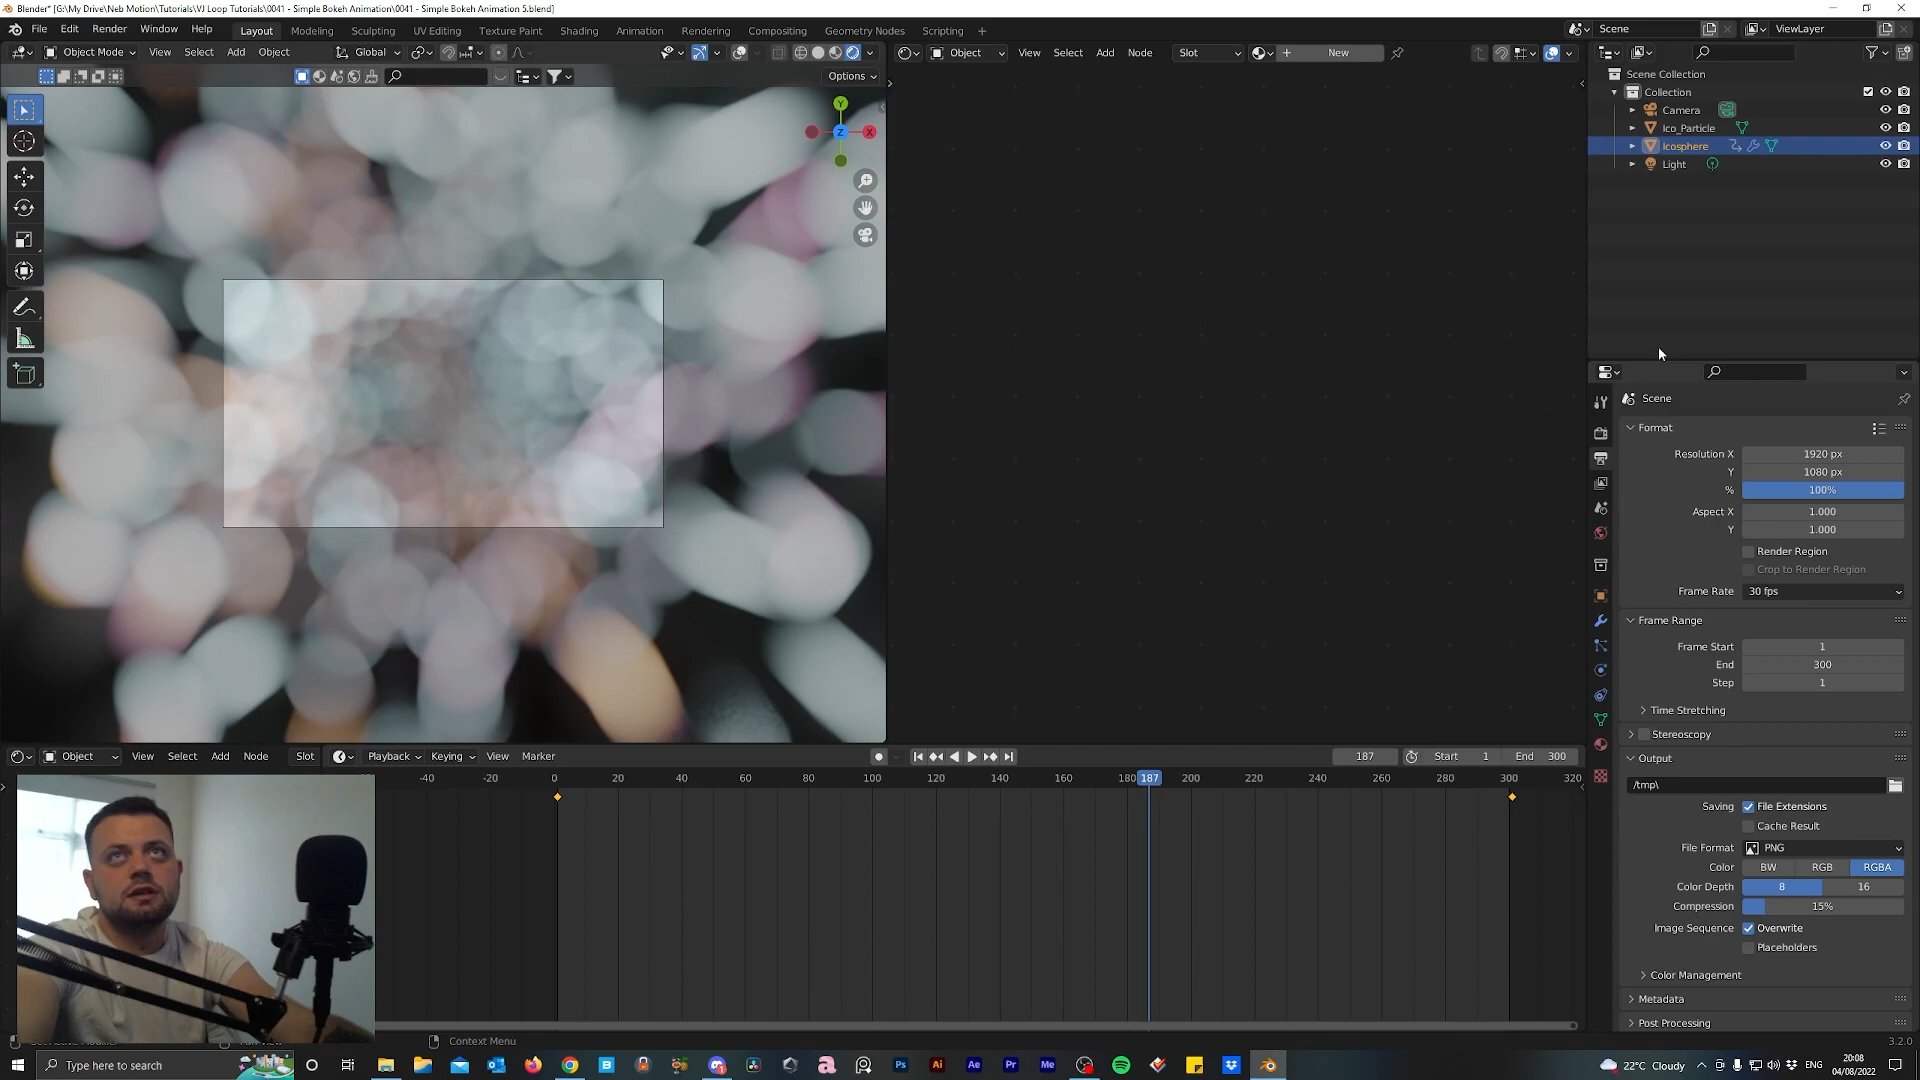 Blender* [G:\My Drive\Neb Motion\Tutorials\VJ Loop Tutorials\0041 - Simple Bokeh Animation\0041 - Simple Bokeh Animation 5.blend]
File Edit Render Window Help Layout Modeling Sculpting UV Editing Texture Paint Shading Animation Rendering Compositing Geometry Nodes Scripting + Scene ViewLayer
Object Mode View Select Add Object Global Object View Select Add Node Slot New
Options
Y
Z X
Scene Collection
Collection
Camera
Ico_Particle
Icosphere
Light
Scene
Format
Resolution X 1920 px
Y 1080 px
% 100%
Aspect X 1.000
Y 1.000
Render Region
Crop to Render Region
Frame Rate 30 fps
Frame Range
Frame Start 1
End 300
Step 1
Time Stretching
Stereoscopy
Output
/tmp\
Saving File Extensions
Cache Result
File Format PNG
Color BW RGB RGBA
Color Depth 8 16
Compression 15%
Image Sequence Overwrite
Placeholders
Color Management
Metadata
Post Processing
Object View Select Add Node Slot Playback Keying View Marker 187 Start 1 End 300
-40 -20 0 20 40 60 80 100 120 140 160 180 187 200 220 240 260 280 300 320
Context Menu
3.2.0
Type here to search
22°C Cloudy ENG
20:08
04/08/2022